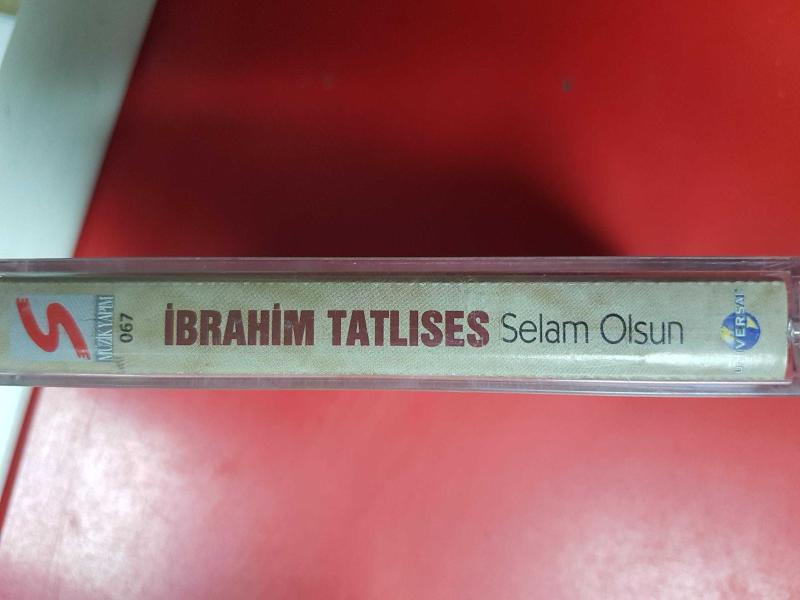 MÜZİK YAPIM
067
İBRAHİM TATLISES Selam Olsun
UNIVERSAL